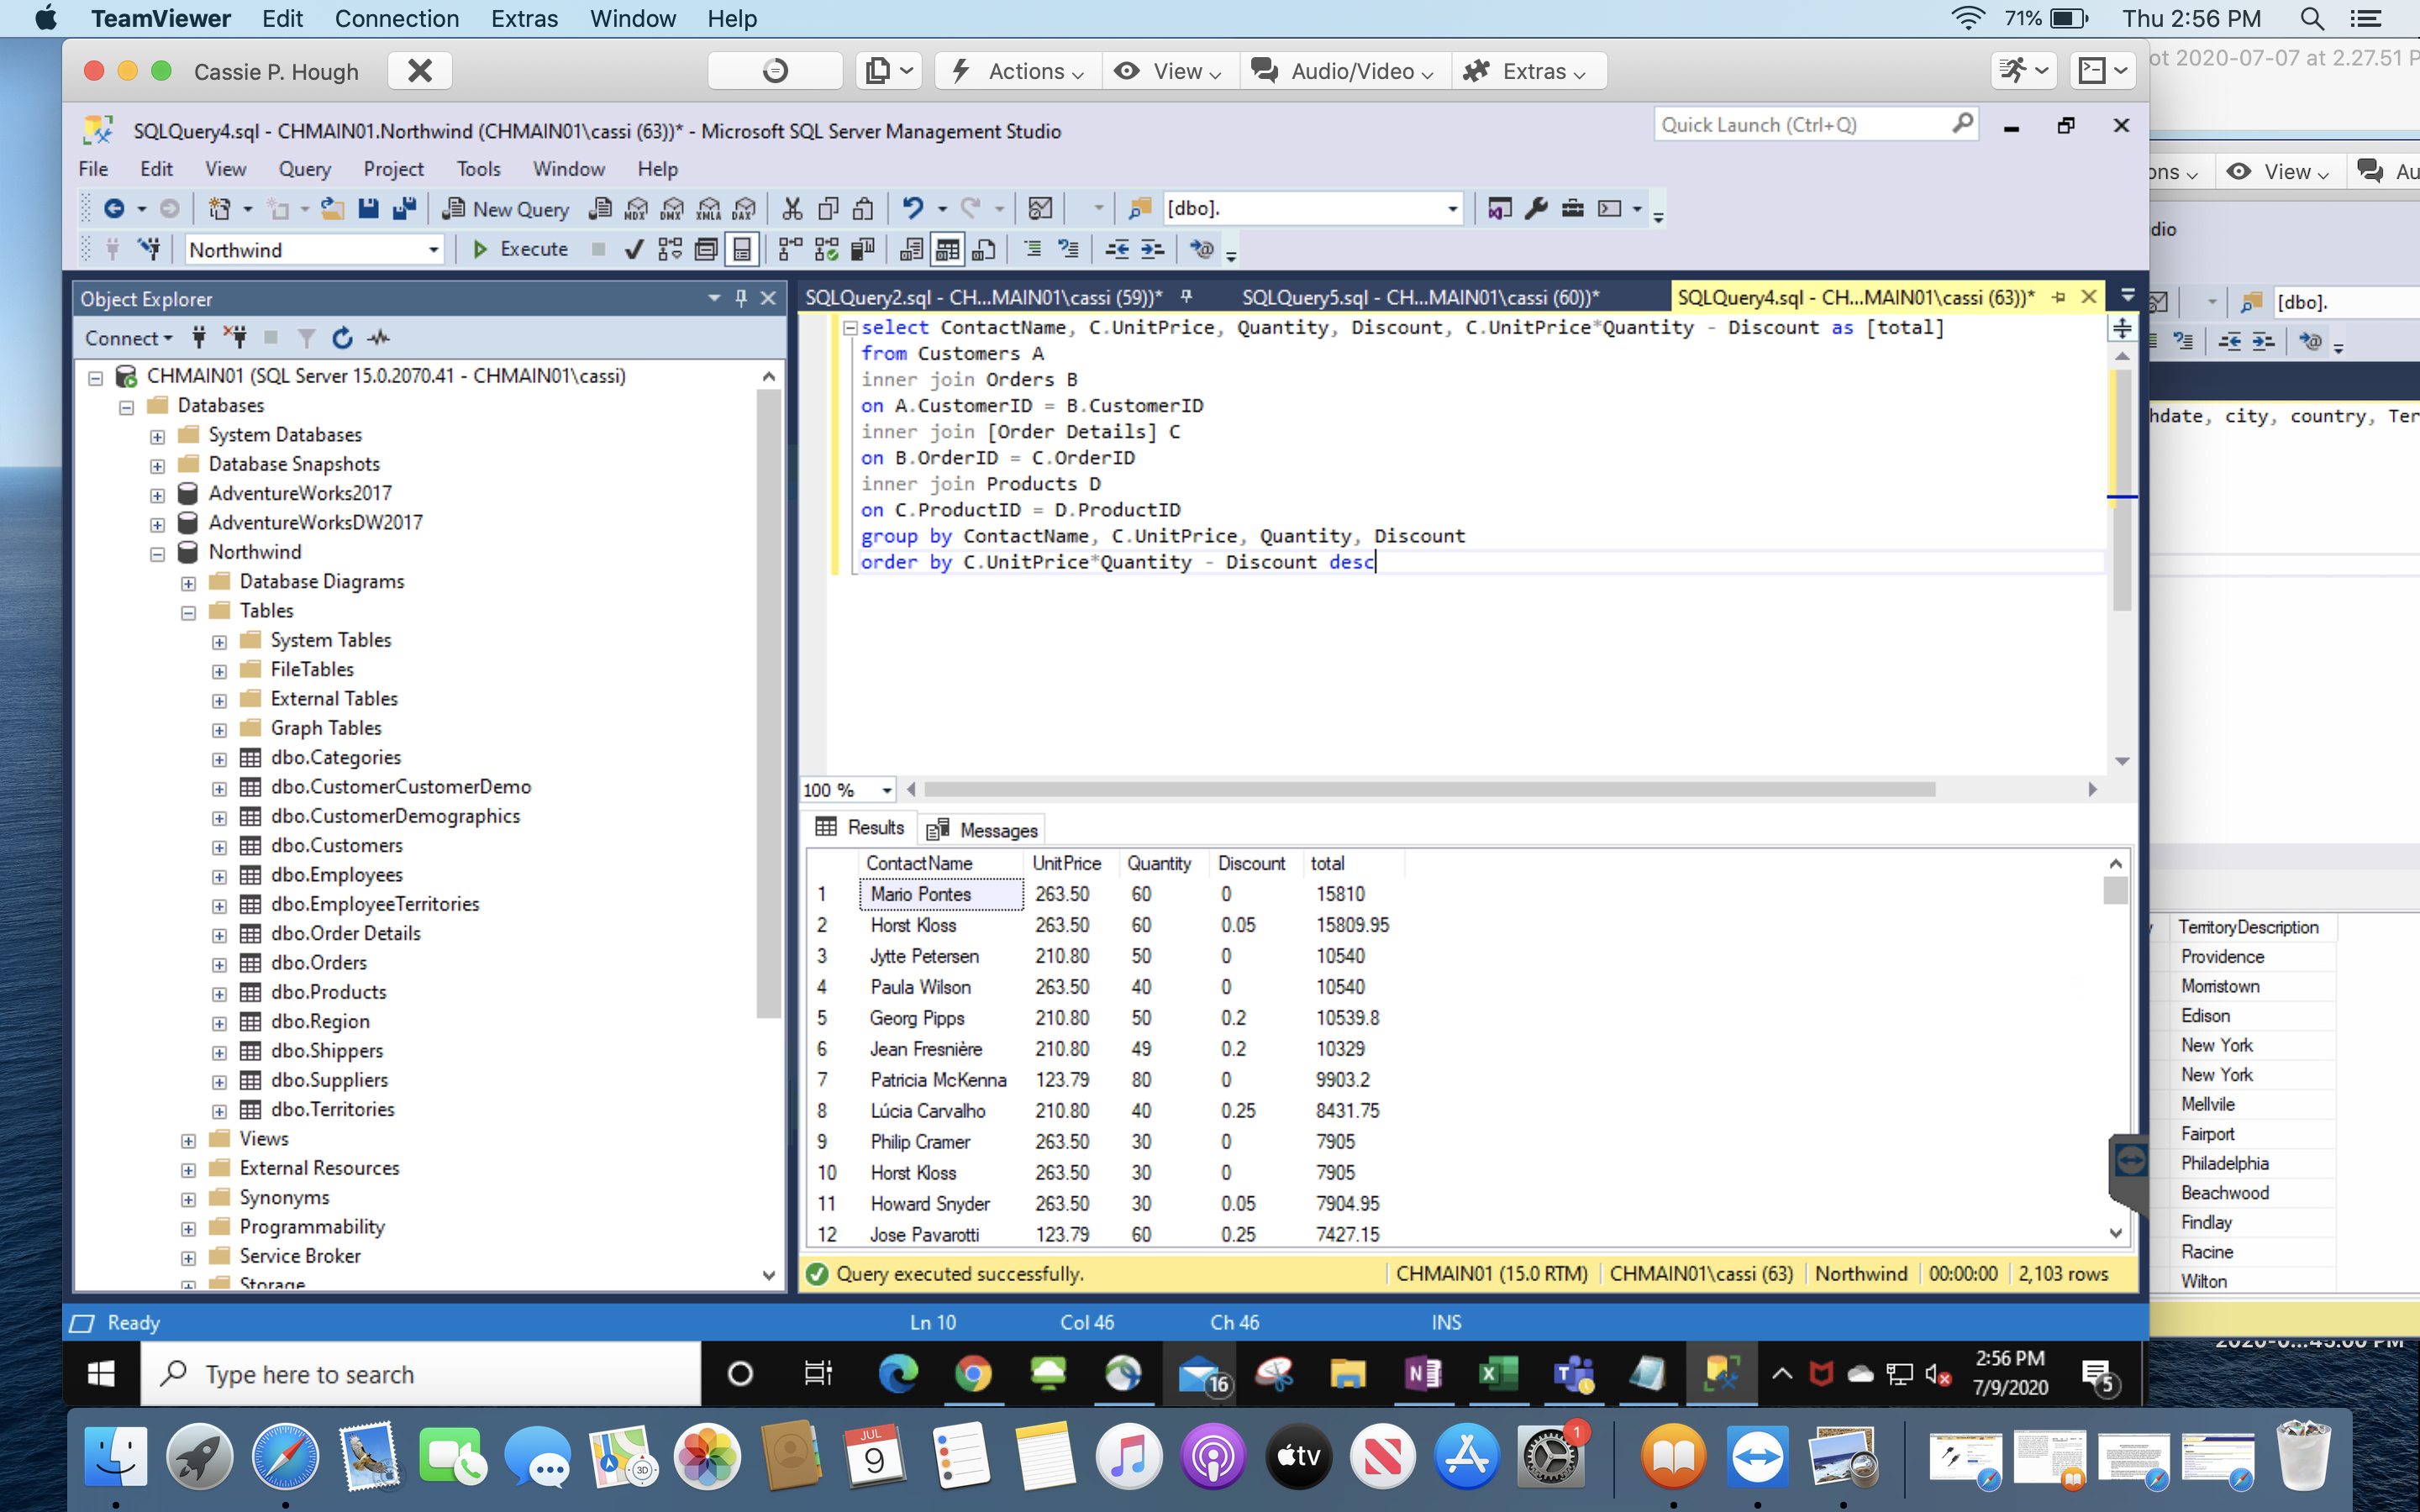 TeamViewer Edit Connection Extras Window Help 71% Thu 2:56 PM
Cassie P. Hough Actions View Audio/Video Extras
ot 2020-07-07 at 2.27.51 P
SQLQuery4.sql - CHMAIN01.Northwind (CHMAIN01\cassi (63))* - Microsoft SQL Server Management Studio Quick Launch (Ctrl+Q)
File Edit View Query Project Tools Window Help
ons View Au
New Query MDX DMX XMLA DAX [dbo].
dio
Northwind Execute
Object Explorer
SQLQuery2.sql - CH...MAIN01\cassi (59))* SQLQuery5.sql - CH...MAIN01\cassi (60))* SQLQuery4.sql - CH...MAIN01\cassi (63))*
[dbo].
Connect
CHMAIN01 (SQL Server 15.0.2070.41 - CHMAIN01\cassi)
Databases
System Databases
Database Snapshots
AdventureWorks2017
AdventureWorksDW2017
Northwind
Database Diagrams
Tables
System Tables
FileTables
External Tables
Graph Tables
dbo.Categories
dbo.CustomerCustomerDemo
dbo.CustomerDemographics
dbo.Customers
dbo.Employees
dbo.EmployeeTerritories
dbo.Order Details
dbo.Orders
dbo.Products
dbo.Region
dbo.Shippers
dbo.Suppliers
dbo.Territories
Views
External Resources
Synonyms
Programmability
Service Broker
Storage
select ContactName, C.UnitPrice, Quantity, Discount, C.UnitPrice*Quantity - Discount as [total]
from Customers A
inner join Orders B
on A.CustomerID = B.CustomerID
inner join [Order Details] C
on B.OrderID = C.OrderID
inner join Products D
on C.ProductID = D.ProductID
group by ContactName, C.UnitPrice, Quantity, Discount
order by C.UnitPrice*Quantity - Discount desc
hdate, city, country, Ter
100 %
Results Messages
ContactName UnitPrice Quantity Discount total
1 Mario Pontes 263.50 60 0 15810
2 Horst Kloss 263.50 60 0.05 15809.95
3 Jytte Petersen 210.80 50 0 10540
4 Paula Wilson 263.50 40 0 10540
5 Georg Pipps 210.80 50 0.2 10539.8
6 Jean Fresnière 210.80 49 0.2 10329
7 Patricia McKenna 123.79 80 0 9903.2
8 Lúcia Carvalho 210.80 40 0.25 8431.75
9 Philip Cramer 263.50 30 0 7905
10 Horst Kloss 263.50 30 0 7905
11 Howard Snyder 263.50 30 0.05 7904.95
12 Jose Pavarotti 123.79 60 0.25 7427.15
TerritoryDescription
Providence
Morristown
Edison
New York
New York
Mellvile
Fairport
Philadelphia
Beachwood
Findlay
Racine
Wilton
Query executed successfully. CHMAIN01 (15.0 RTM) CHMAIN01\cassi (63) Northwind 00:00:00 2,103 rows
Ready Ln 10 Col 46 Ch 46 INS
2020-0...45.00 PM
Type here to search 16 2:56 PM
7/9/2020 5
JUL
9
3D
tv
1